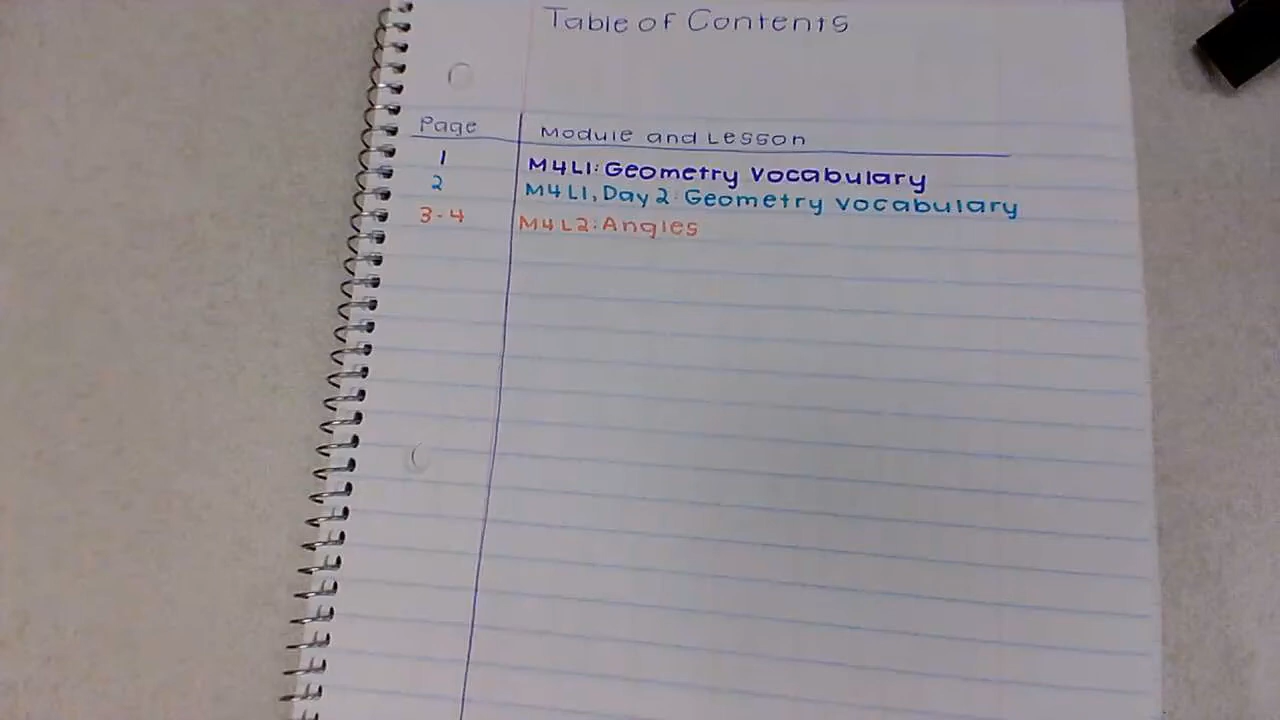 Table of Contents
Page Module and Lesson
1 M4L1: Geometry Vocabulary
2 M4L1, Day 2: Geometry Vocabulary
3-4 M4L2: Angles